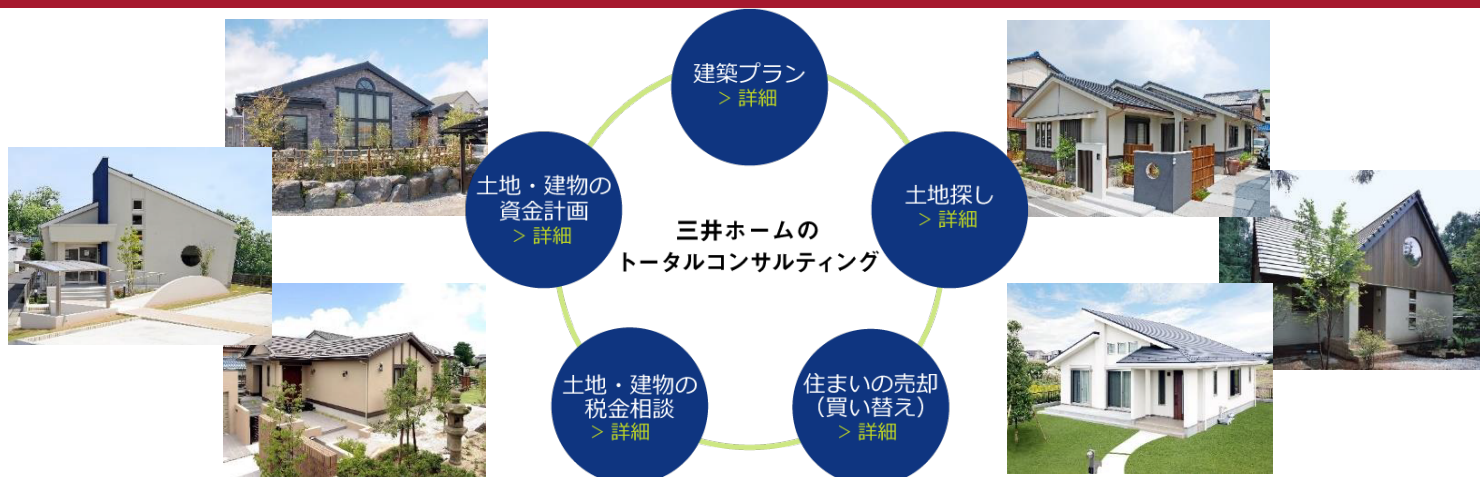 建築プラン
> 詳細
土地・建物の
資金計画
> 詳細
土地探し
> 詳細
三井ホームの
トータルコンサルティング
土地・建物の
税金相談
> 詳細
住まいの売却
（買い替え）
> 詳細